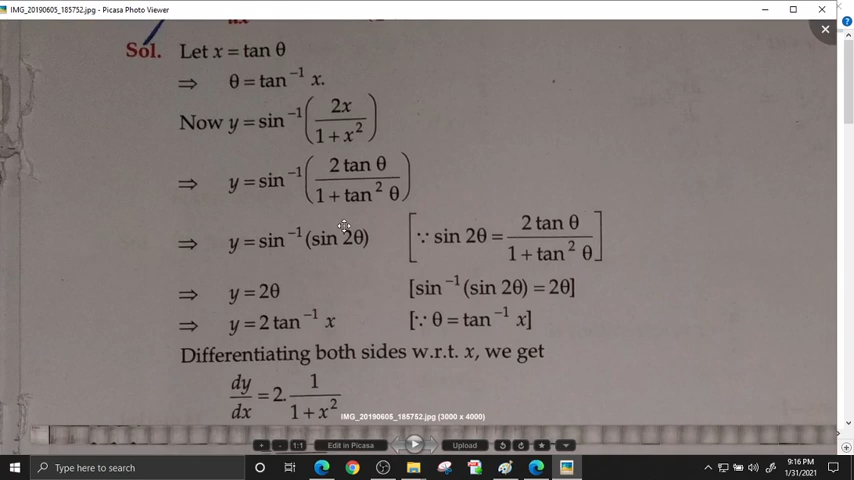 IMG_20190605_185752.jpg - Picasa Photo Viewer
Sol. Let x = tan θ
⇒ θ = tan⁻¹ x.
Now y = sin⁻¹ (2x / 1 + x²)
⇒ y = sin⁻¹ (2 tan θ / 1 + tan² θ)
⇒ y = sin⁻¹ (sin 2θ) [∵ sin 2θ = 2 tan θ / 1 + tan² θ]
⇒ y = 2θ [sin⁻¹ (sin 2θ) = 2θ]
⇒ y = 2 tan⁻¹ x [∵ θ = tan⁻¹ x]
Differentiating both sides w.r.t. x, we get
dy/dx = 2. 1 / 1 + x²
IMG_20190605_185752.jpg (3000 x 4000)
1:1 Edit in Picasa Upload
Type here to search
9:16 PM
1/31/2021